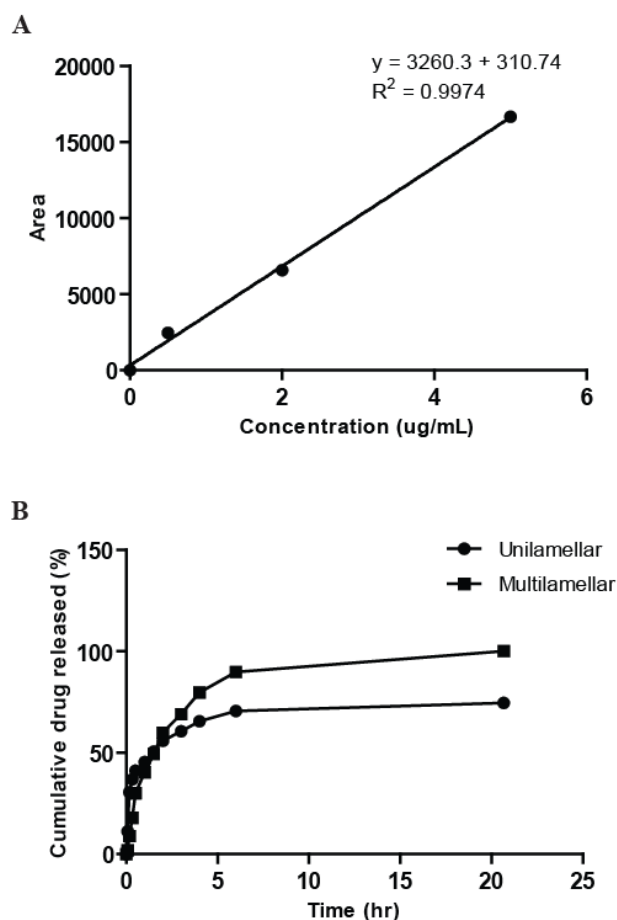 A
y = 3260.3 + 310.74
R² = 0.9974
20000
15000
10000
5000
0
Area
0 2 4 6
Concentration (ug/mL)
B
Unilamellar
Multilamellar
150
100
50
0
Cumulative drug released (%)
0 5 10 15 20 25
Time (hr)